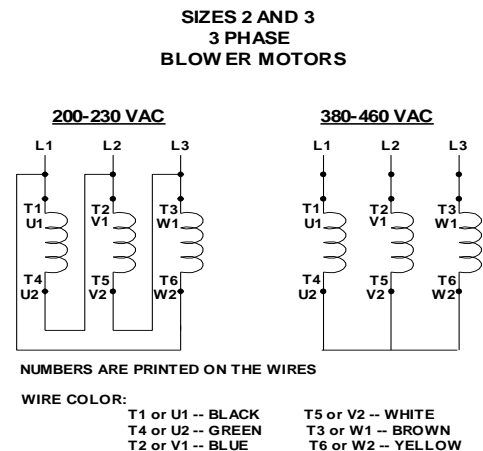 SIZES 2 AND 3
3 PHASE
BLOWER MOTORS
200-230 VAC
380-460 VAC
L1 L2 L3
L1 L2 L3
T1 T2 T3
U1 V1 W1
T4 T5 T6
U2 V2 W2
T1 T2 T3
U1 V1 W1
T4 T5 T6
U2 V2 W2
NUMBERS ARE PRINTED ON THE WIRES
WIRE COLOR:
T1 or U1 -- BLACK T5 or V2 -- WHITE
T4 or U2 -- GREEN T3 or W1 -- BROWN
T2 or V1 -- BLUE T6 or W2 -- YELLOW